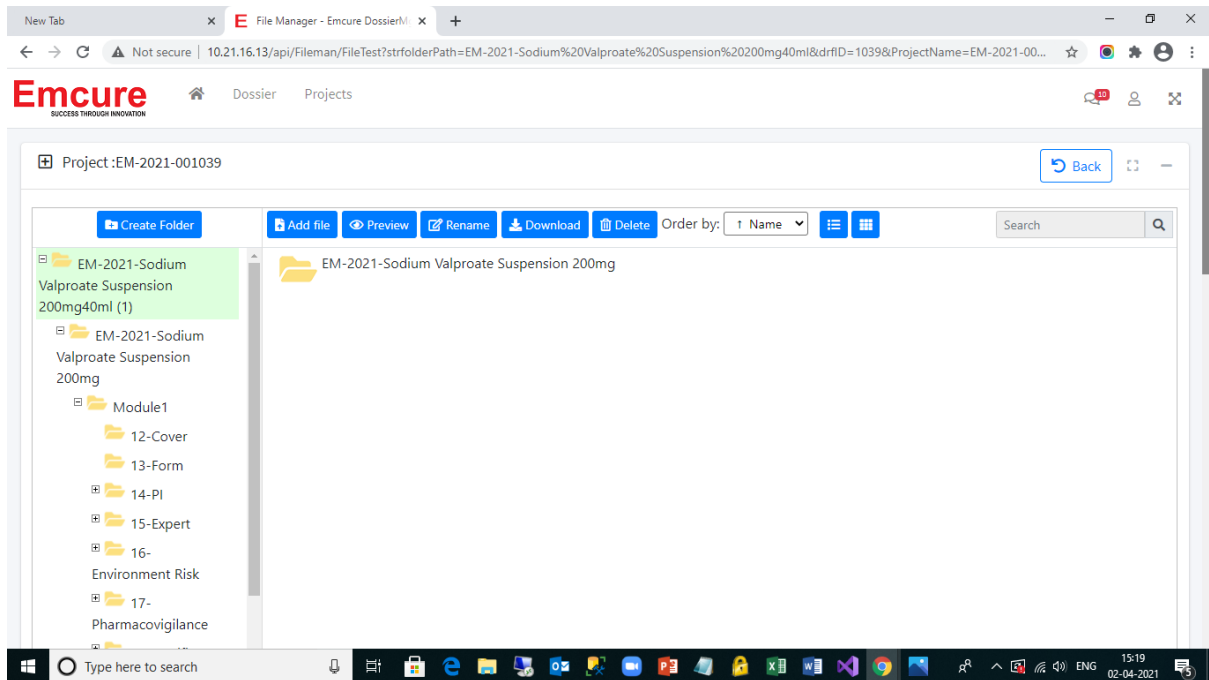 New Tab
E File Manager - Emcure DossierM
Not secure | 10.21.16.13/api/Fileman/FileTest?strfolderPath=EM-2021-Sodium%20Valproate%20Suspension%20200mg40ml&drfID=1039&ProjectName=EM-2021-00...
Emcure
SUCCESS THROUGH INNOVATION
Dossier Projects
10
Project :EM-2021-001039
Back
Create Folder
Add file Preview Rename Download Delete Order by: ↑ Name Search
EM-2021-Sodium
Valproate Suspension
200mg40ml (1)
EM-2021-Sodium
Valproate Suspension
200mg
Module1
12-Cover
13-Form
14-PI
15-Expert
16-
Environment Risk
17-
Pharmacovigilance
EM-2021-Sodium Valproate Suspension 200mg
Type here to search
ENG
15:19
02-04-2021
5